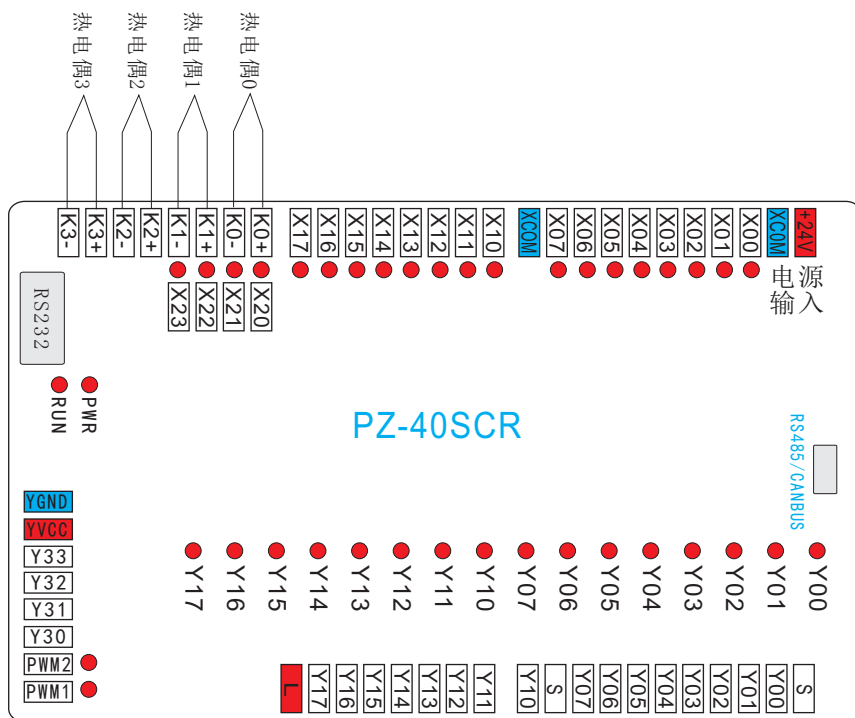 热电偶3
热电偶2
热电偶1
热电偶0
K3-
K3+
K2-
K2+
K1-
K1+
K0-
K0+
X17
X16
X15
X14
X13
X12
X11
X10
XCOM
X07
X06
X05
X04
X03
X02
X01
X00
XCOM
+24V
X23
X22
X21
X20
电源
输入
RS232
RUN
PWR
PZ-40SCR
RS485/CANBUS
YGND
YVCC
Y33
Y32
Y31
Y30
PWM2
PWM1
Y17
Y16
Y15
Y14
Y13
Y12
Y11
Y10
Y07
Y06
Y05
Y04
Y03
Y02
Y01
Y00
L
Y17
Y16
Y15
Y14
Y13
Y12
Y11
Y10
S
Y07
Y06
Y05
Y04
Y03
Y02
Y01
Y00
S